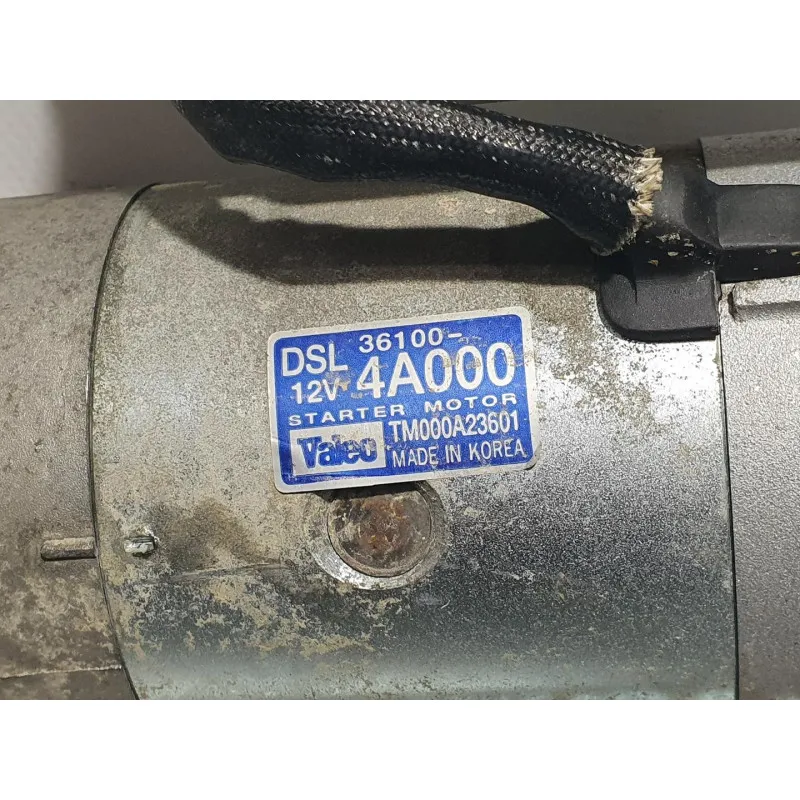 DSL 36100-
12V 4A000
STARTER MOTOR
Valeo TM000A23601
MADE IN KOREA